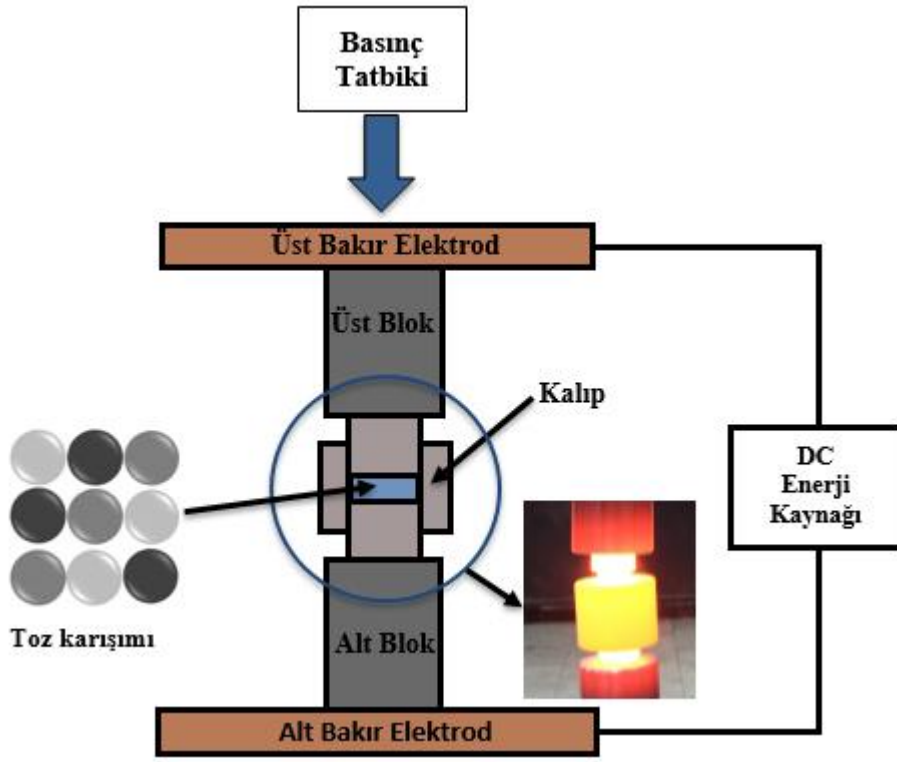 Basınç
Tatbiki
Üst Bakır Elektrod
Üst Blok
Kalıp
DC
Enerji
Kaynağı
Toz karışımı
Alt Blok
Alt Bakır Elektrod